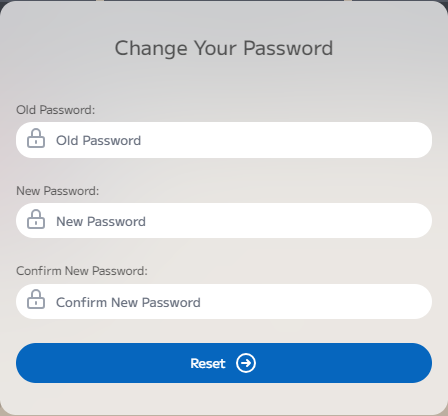 Change Your Password
Old Password:
Old Password
New Password:
New Password
Confirm New Password:
Confirm New Password
Reset